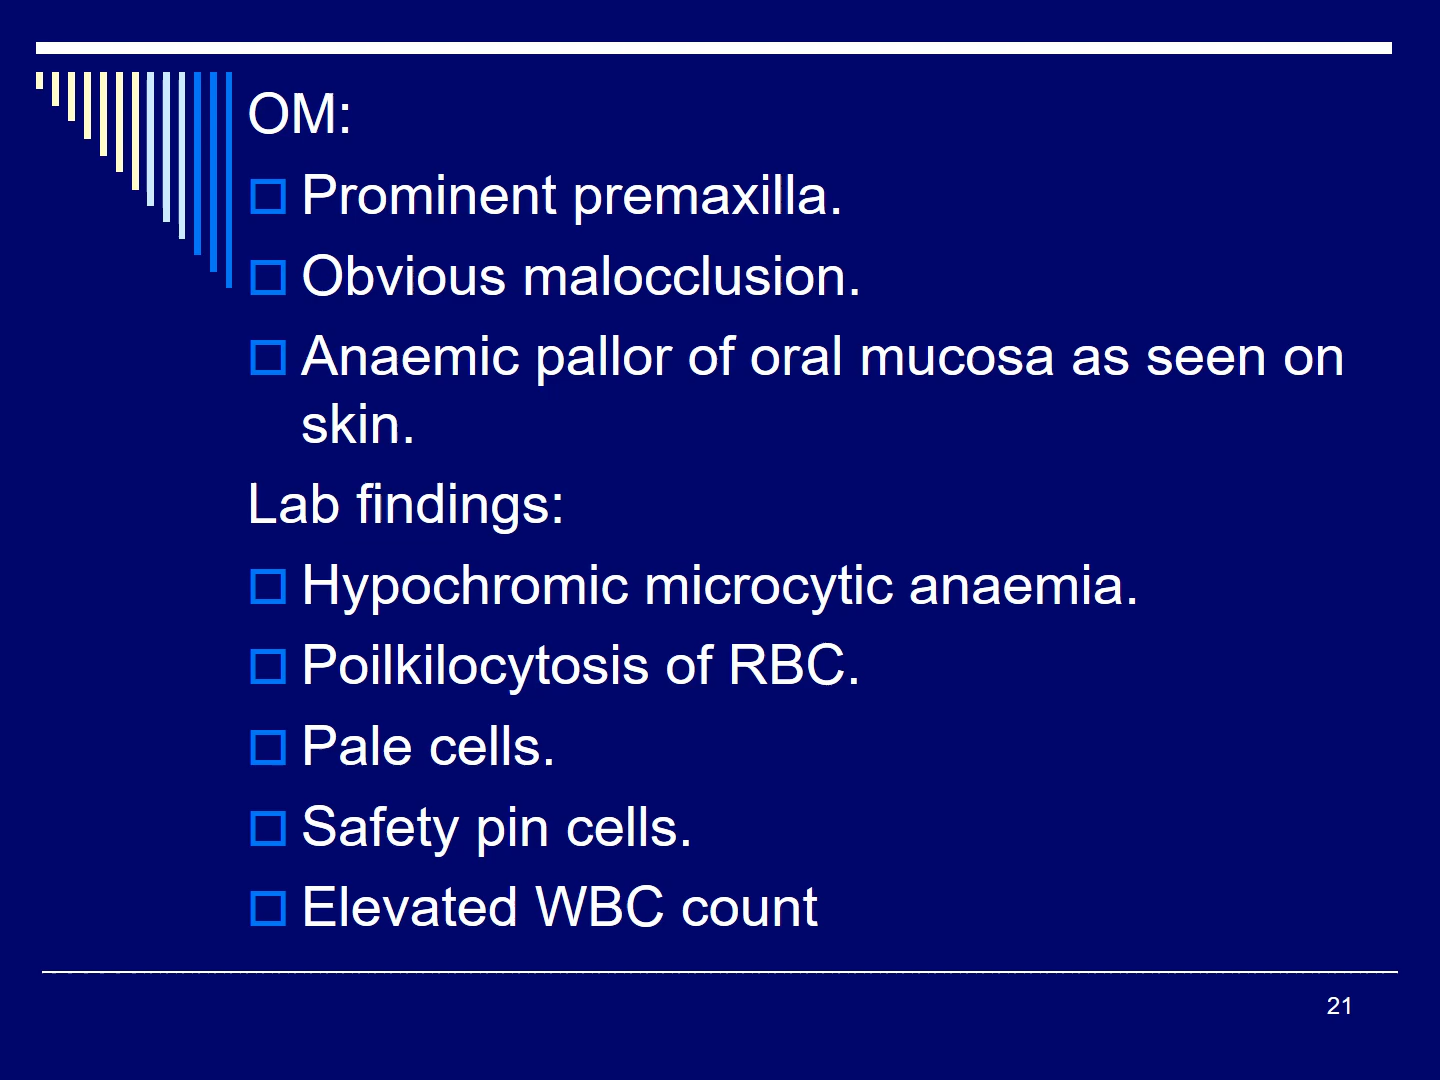 OM:
Prominent premaxilla.
Obvious malocclusion.
Anaemic pallor of oral mucosa as seen on
skin.
Lab findings:
Hypochromic microcytic anaemia.
Poilkilocytosis of RBC.
Pale cells.
Safety pin cells.
Elevated WBC count
21